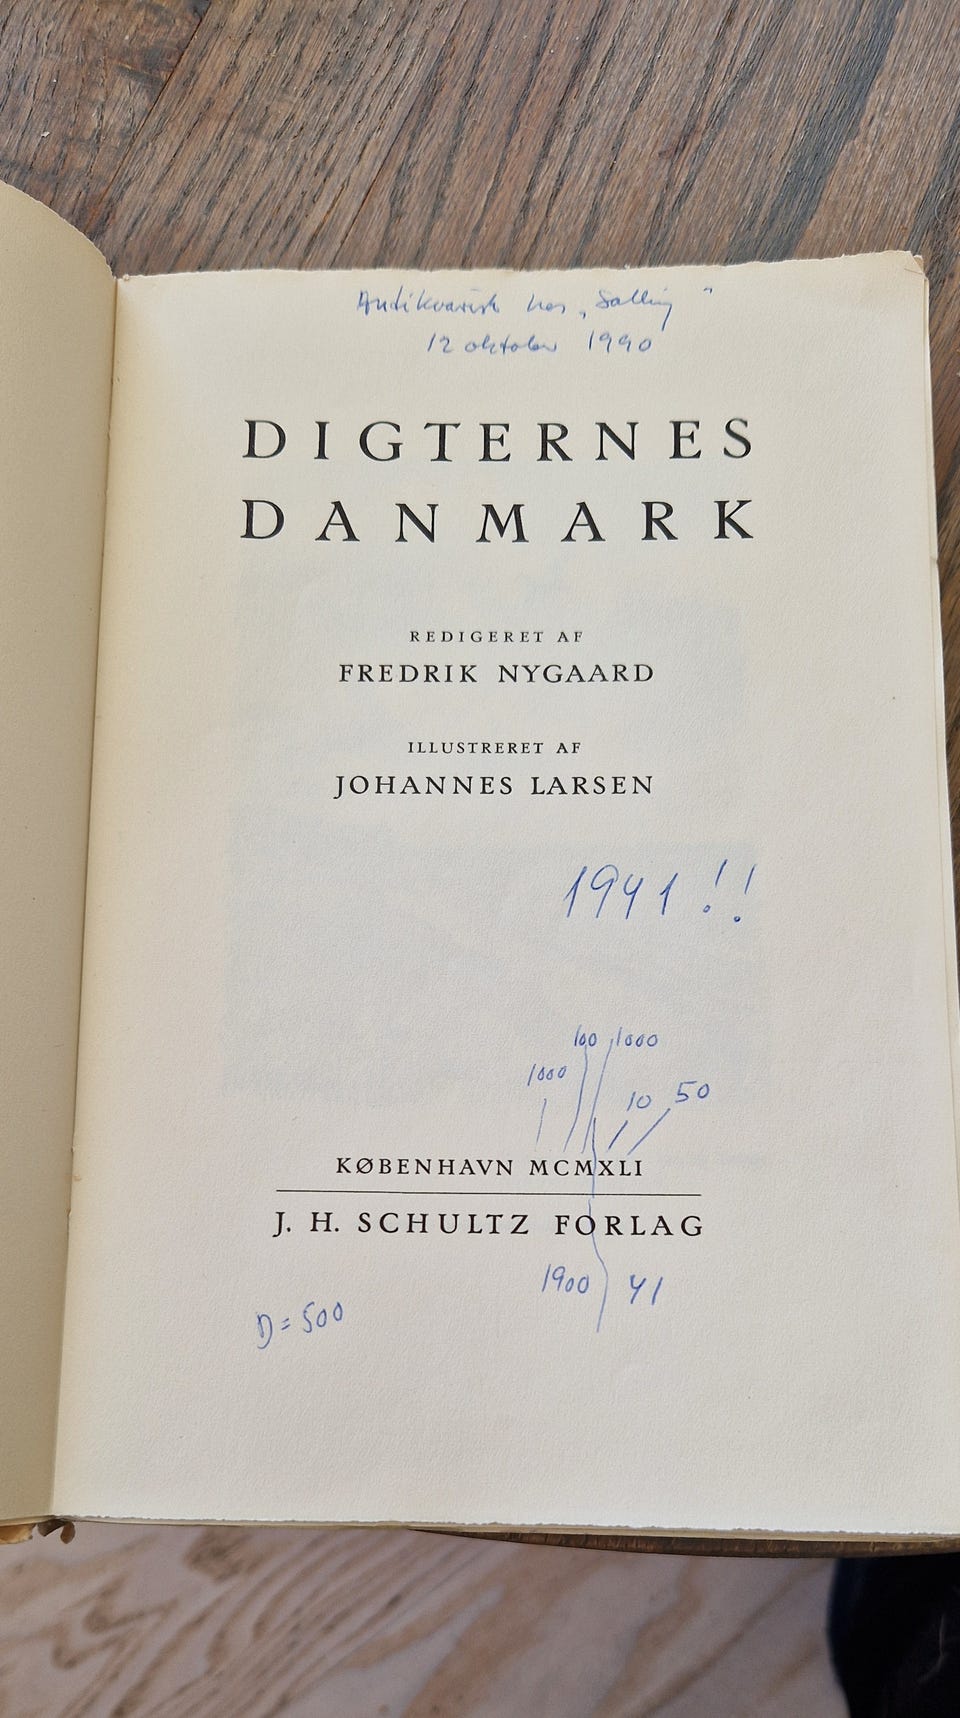 Antikvarisk hos „Salling”
12 oktober 1990
DIGTERNES
DANMARK
REDIGERET AF
FREDRIK NYGAARD
ILLUSTRERET AF
JOHANNES LARSEN
1941 !!
100 1000
1000
10 50
KØBENHAVN MCMXLI
J. H. SCHULTZ FORLAG
1900 41
D = 500